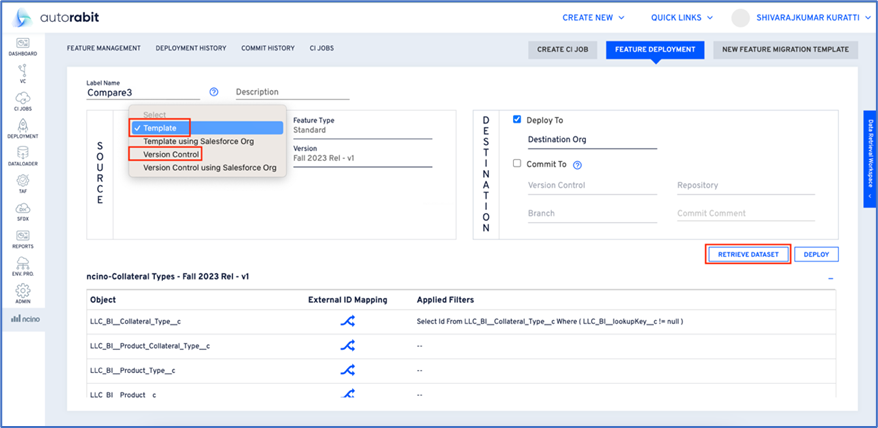 autorabit
CREATE NEW
QUICK LINKS
SHIVARAJKUMAR KURATTI
DASHBOARD
VC
CI JOBS
DEPLOYMENT
DATALOADER
TAF
SFDX
REPORTS
ENV.PRO
ADMIN
ncino
FEATURE MANAGEMENT
DEPLOYMENT HISTORY
COMMIT HISTORY
CI JOBS
CREATE CI JOB
FEATURE DEPLOYMENT
NEW FEATURE MIGRATION TEMPLATE
Label Name
Compare3
Description
SOURCE
Select
Template
Template using Salesforce Org
Version Control
Version Control using Salesforce Org
Feature Type
Standard
Version
Fall 2023 Rel - v1
DESTINATION
Deploy To
Destination Org
Commit To
Version Control
Repository
Branch
Commit Comment
Data Retrieval Workspace
RETRIEVE DATASET
DEPLOY
ncino-Collateral Types - Fall 2023 Rel - v1
Object External ID Mapping Applied Filters
LLC_BI__Collateral_Type__c Select Id From LLC_BI__Collateral_Type__c Where ( LLC_BI__lookupKey__c != null )
LLC_BI__Product_Collateral_Type__c --
LLC_BI__Product_Type__c --
LLC_BI__Product__c --